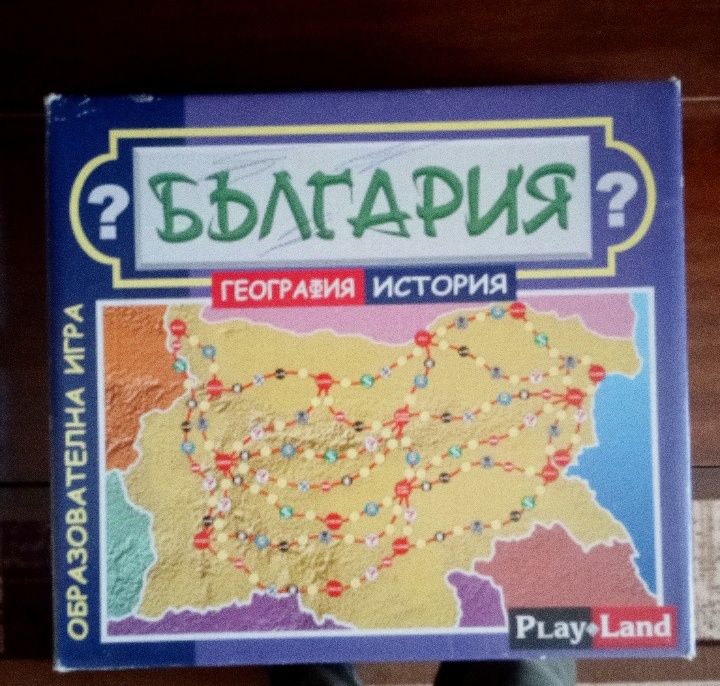 ? БЪЛГАРИЯ ?
ГЕОГРАФИЯ ИСТОРИЯ
ОБРАЗОВАТЕЛНА ИГРА
PLay Land